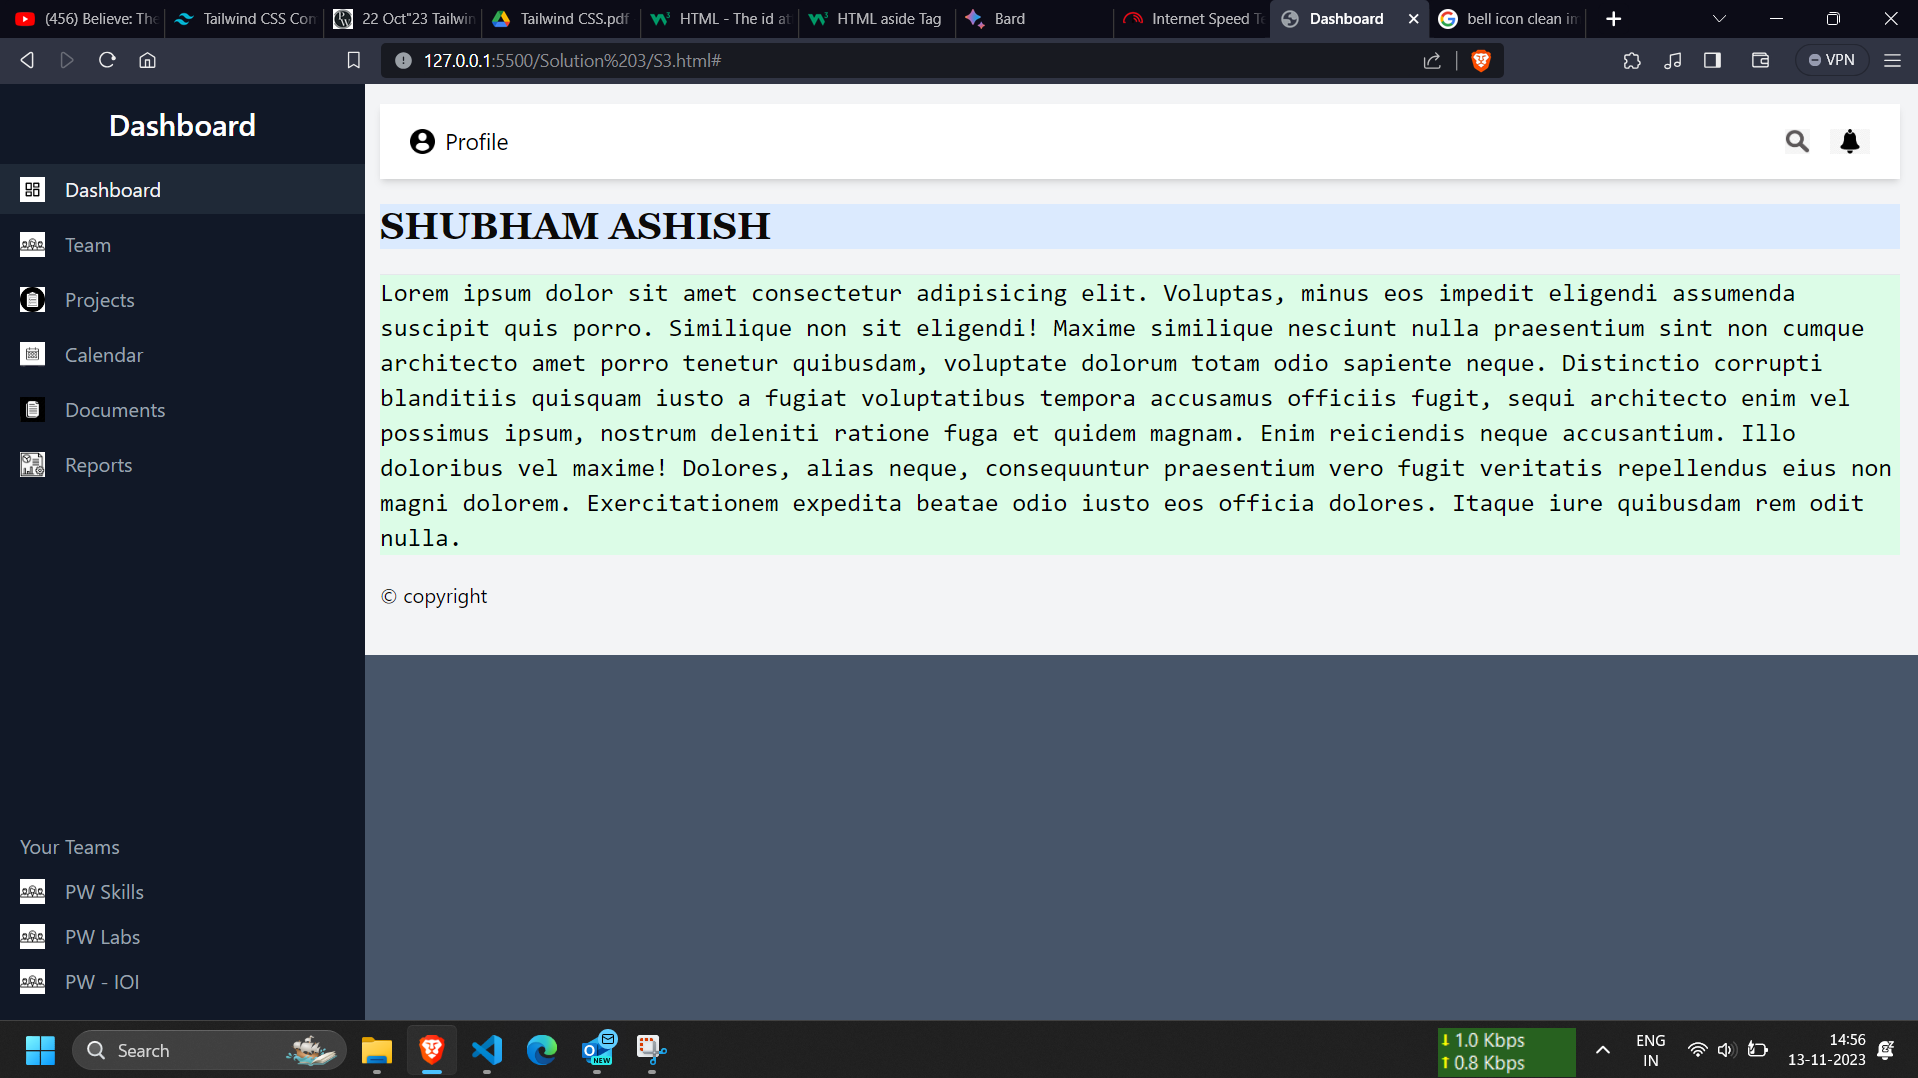 (456) Believe: The
Tailwind CSS Con
22 Oct"23 Tailwin
Tailwind CSS.pdf
HTML - The id at
HTML aside Tag
Bard
Internet Speed Te
Dashboard
bell icon clean im
127.0.0.1:5500/Solution%203/S3.html#
VPN
Dashboard
Dashboard
Team
Projects
Calendar
Documents
Reports
Your Teams
PW Skills
PW Labs
PW - IOI
Profile
SHUBHAM ASHISH
Lorem ipsum dolor sit amet consectetur adipisicing elit. Voluptas, minus eos impedit eligendi assumenda
suscipit quis porro. Similique non sit eligendi! Maxime similique nesciunt nulla praesentium sint non cumque
architecto amet porro tenetur quibusdam, voluptate dolorum totam odio sapiente neque. Distinctio corrupti
blanditiis quisquam iusto a fugiat voluptatibus tempora accusamus officiis fugit, sequi architecto enim vel
possimus ipsum, nostrum deleniti ratione fuga et quidem magnam. Enim reiciendis neque accusantium. Illo
doloribus vel maxime! Dolores, alias neque, consequuntur praesentium vero fugit veritatis repellendus eius non
magni dolorem. Exercitationem expedita beatae odio iusto eos officia dolores. Itaque iure quibusdam rem odit
nulla.
© copyright
Search
NEW
1.0 Kbps
0.8 Kbps
ENG
IN
14:56
13-11-2023